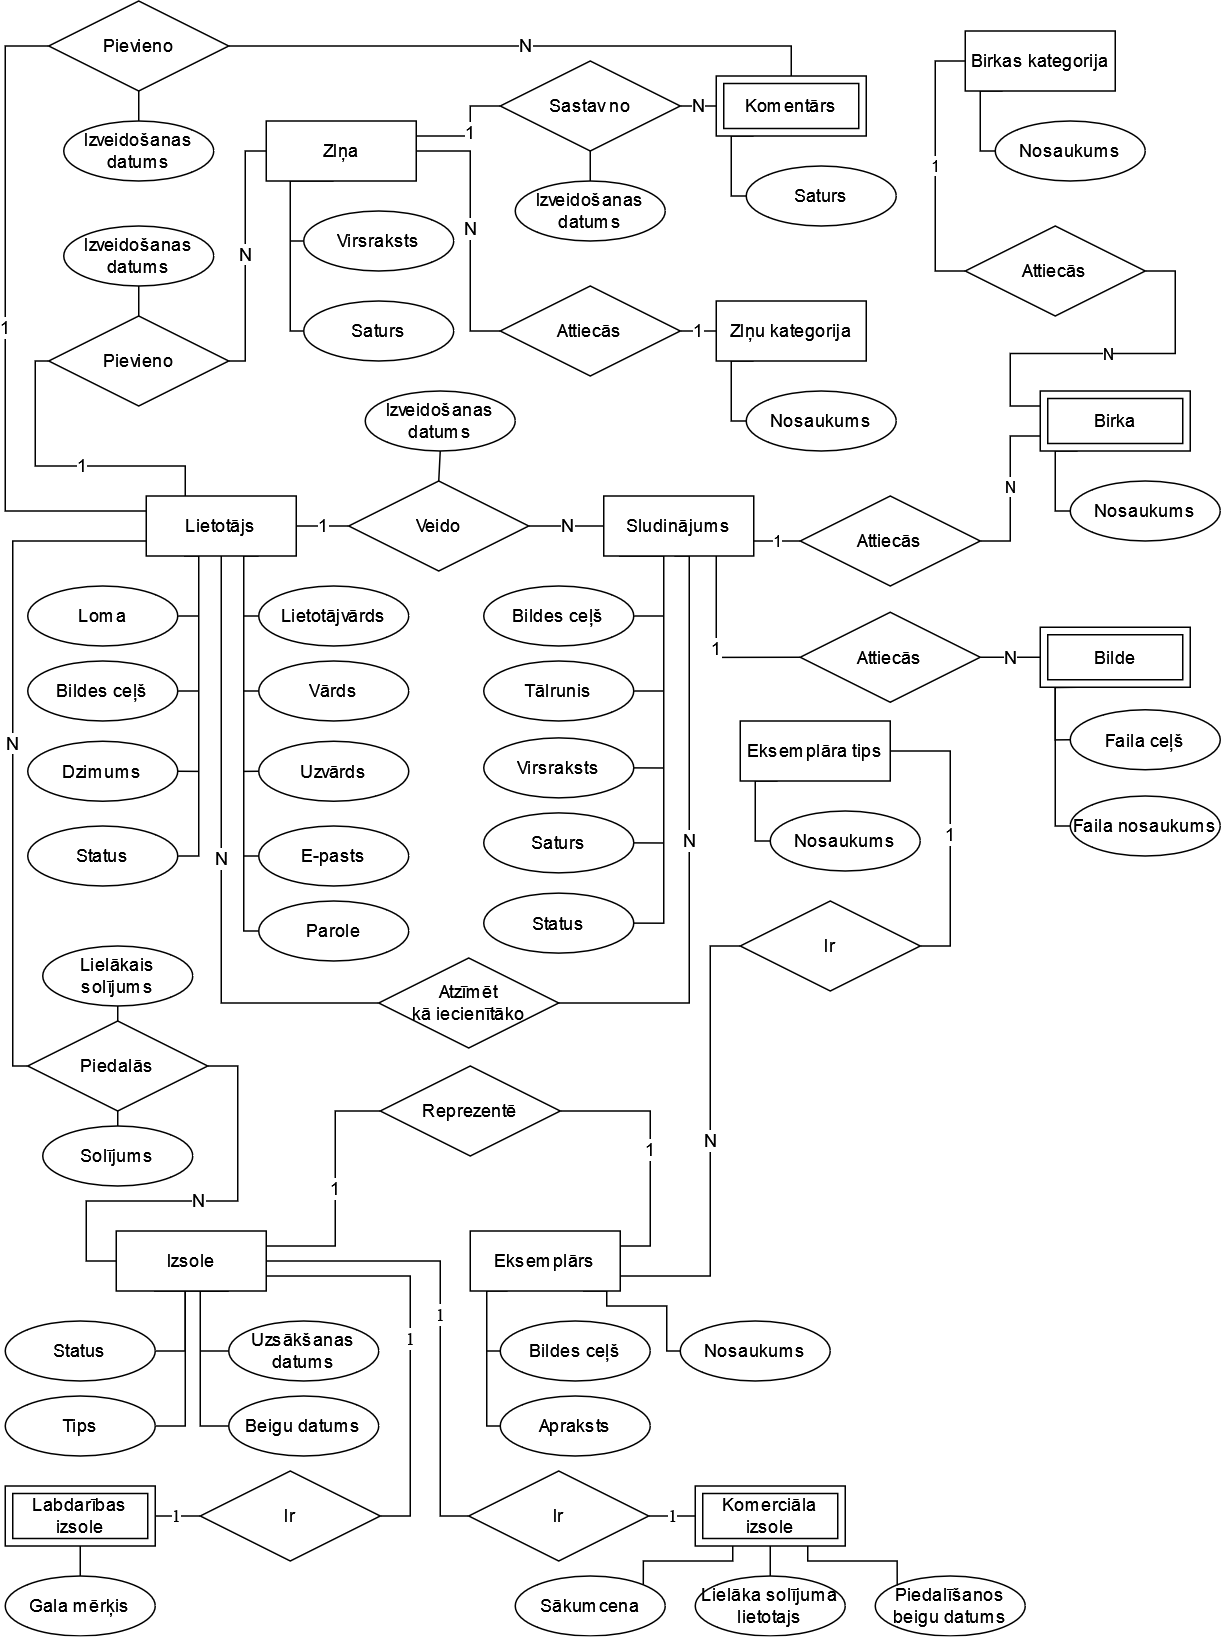 Pievieno
N
Izveidošanas
datums
1
Birkas kategorija
Nosaukums
1
Attiecās
N
Sastav no
N
Komentārs
1
ZIņa
Izveidošanas
datums
Saturs
Virsraksts
Saturs
N
Izveidošanas
datums
N
Pievieno
1
Attiecās
1
ZIņu kategorija
Nosaukums
Birka
Nosaukums
N
Izveidošanas
datums
Lietotājs
1
Veido
N
Sludinājums
1
Attiecās
Loma
Bildes ceļš
Dzimums
Status
Lietotājvārds
Vārds
Uzvārds
E-pasts
Parole
N
N
Bildes ceļš
Tālrunis
Virsraksts
Saturs
Status
N
1
Attiecās
N
Bilde
Faila ceļš
Faila nosaukums
Eksemplāra tips
Nosaukums
1
Ir
N
Atzīmēt
kā iecienītāko
Lielākais
solījums
Piedalās
Solījums
N
Reprezentē
1
1
Izsole
Eksemplārs
Status
Tips
Uzsākšanas
datums
Beigu datums
1
1
Bildes ceļš
Apraksts
Nosaukums
Labdarības
izsole
1
Ir
Gala mērķis
Ir
1
Komerciāla
izsole
Sākumcena
Lielāka solījuma
lietotajs
Piedalīšanos
beigu datums